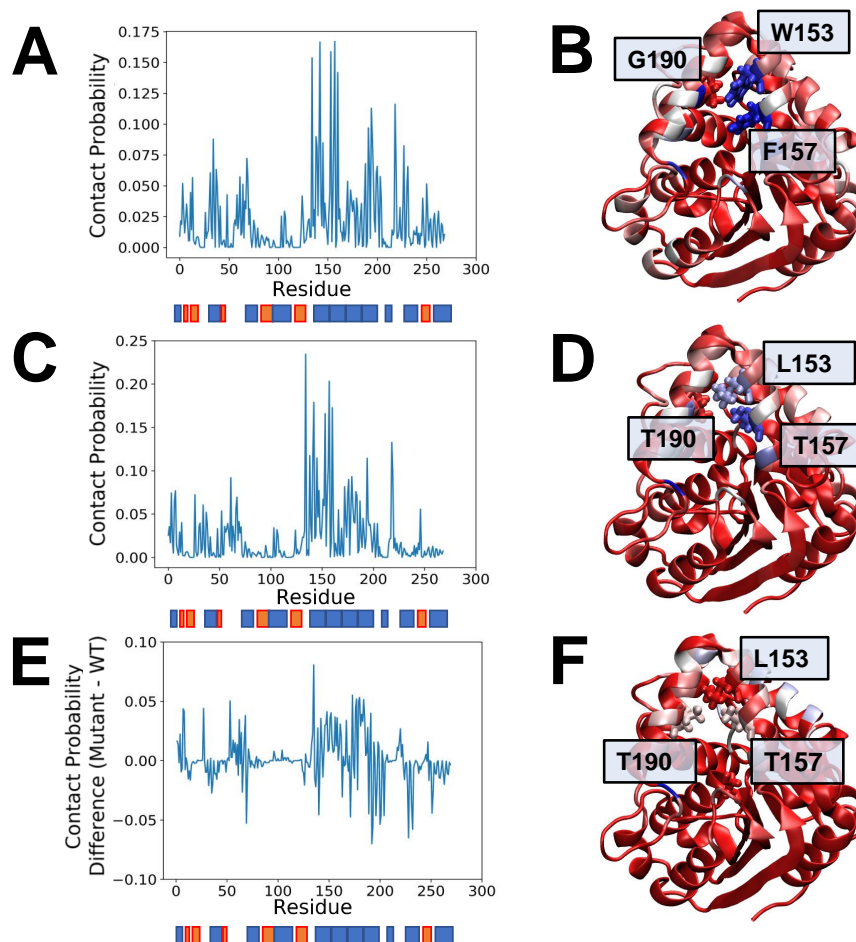 A
Contact Probability
0.175
0.150
0.125
0.100
0.075
0.050
0.025
0.000
0
50
100
150
200
250
300
Residue
B
W153
G190
F157
C
Contact Probability
0.25
0.20
0.15
0.10
0.05
0.00
0
50
100
150
200
250
300
Residue
D
L153
T190
T157
E
Contact Probability
Difference (Mutant - WT)
0.10
0.05
0.00
−0.05
−0.10
0
50
100
150
200
250
300
Residue
F
L153
T190
T157